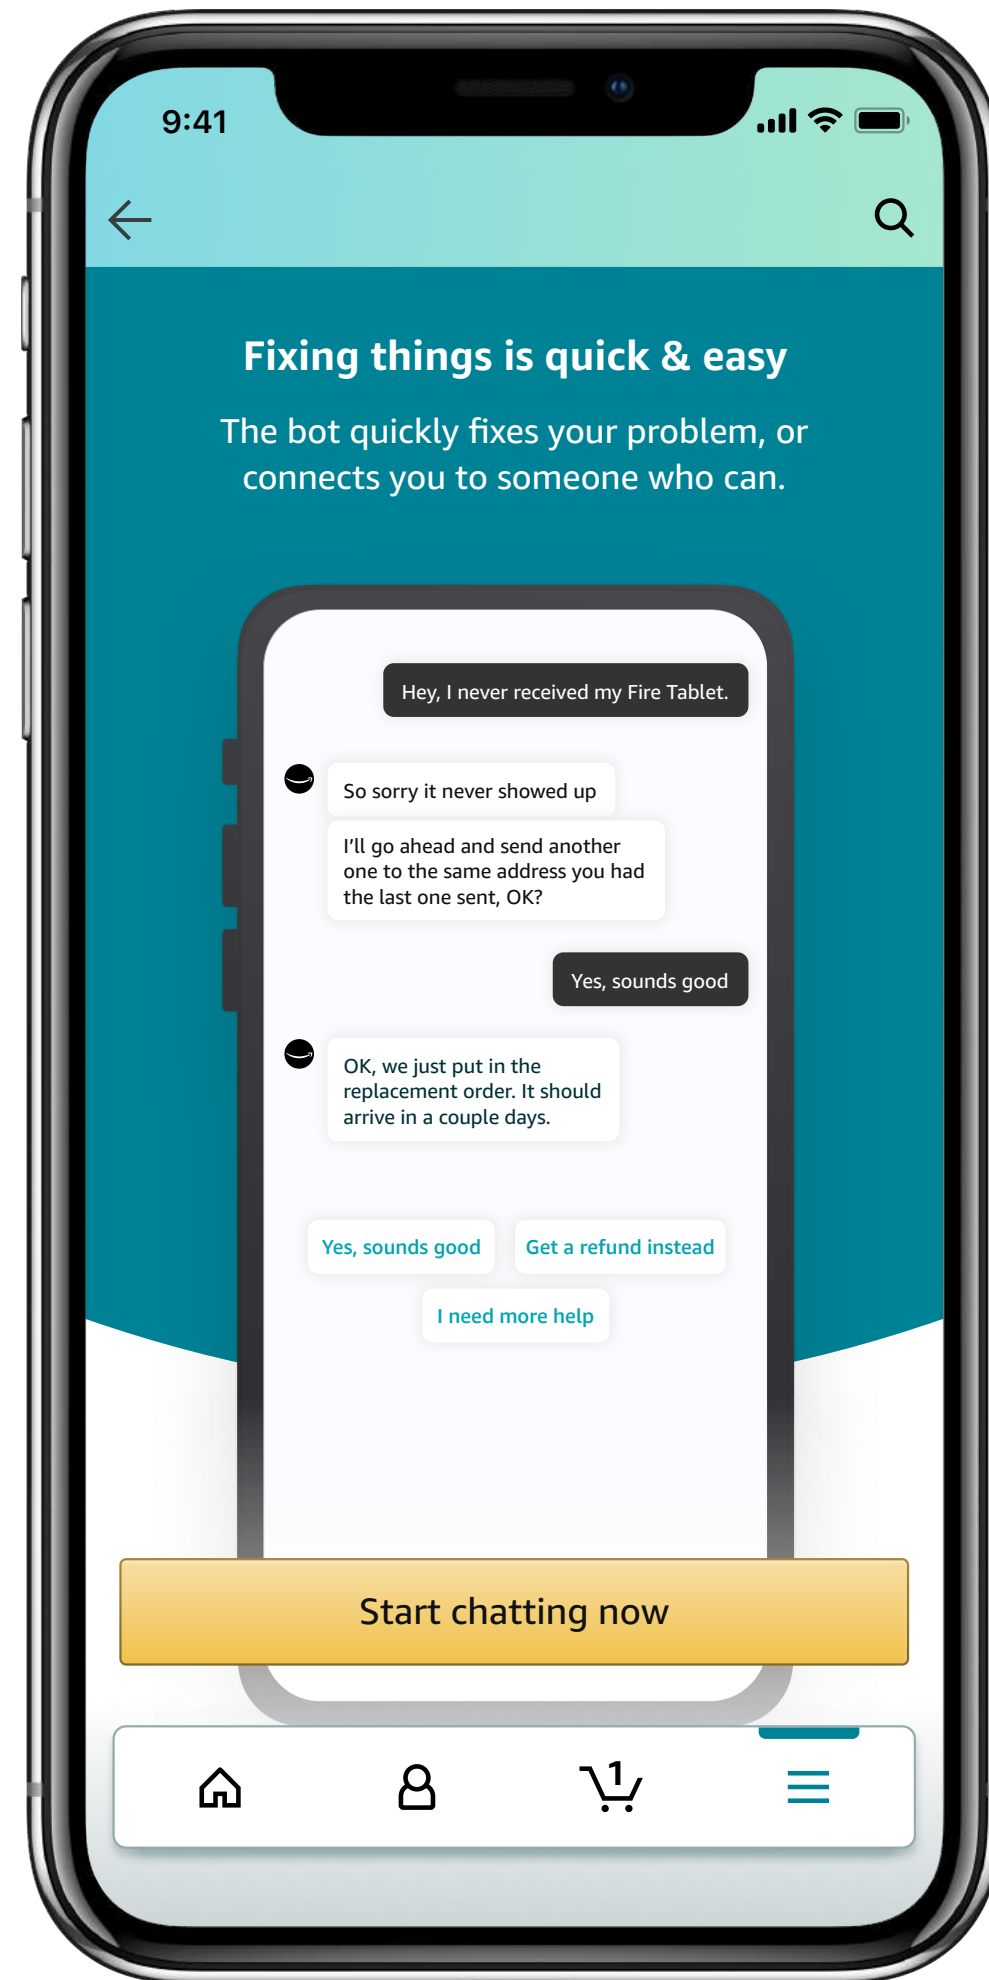 9:41
Fixing things is quick & easy
The bot quickly fixes your problem, or
connects you to someone who can.
Hey, I never received my Fire Tablet.
So sorry it never showed up
I’ll go ahead and send another
one to the same address you had
the last one sent, OK?
Yes, sounds good
OK, we just put in the
replacement order. It should
arrive in a couple days.
Yes, sounds good
Get a refund instead
I need more help
Start chatting now
1